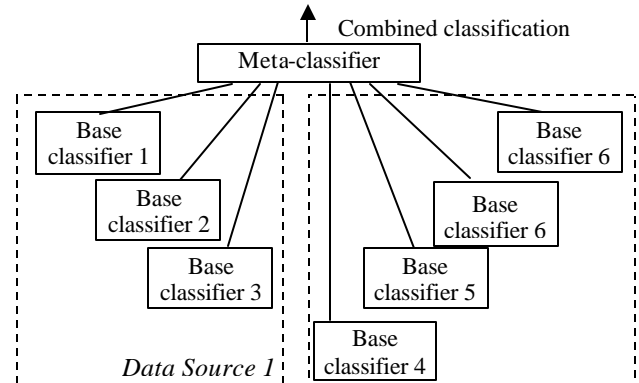 Combined classification
Meta-classifier
Base
classifier 1
Base
classifier 2
Base
classifier 3
Data Source 1
Base
classifier 6
Base
classifier 6
Base
classifier 5
Base
classifier 4